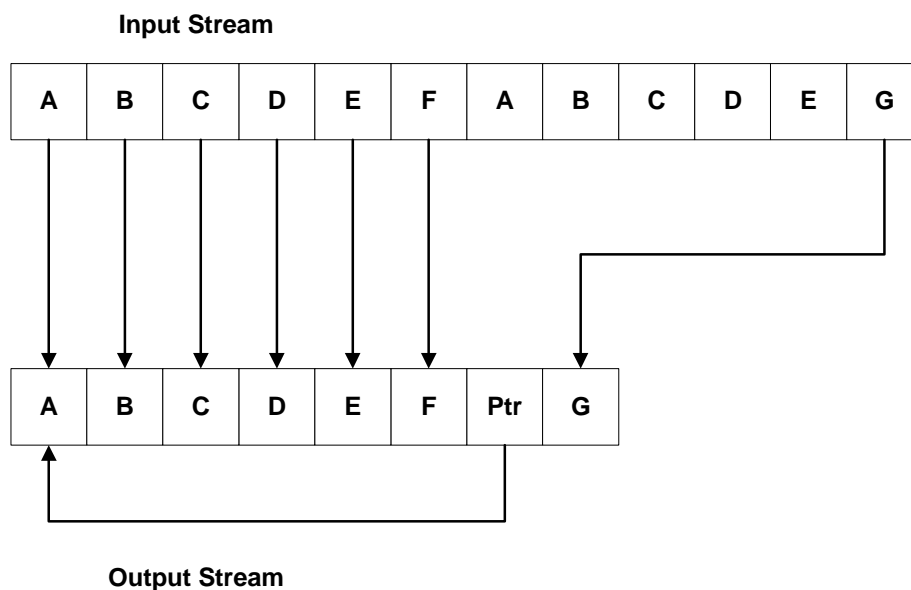 Input Stream
A B C D E F A B C D E G
A B C D E F Ptr G
Output Stream